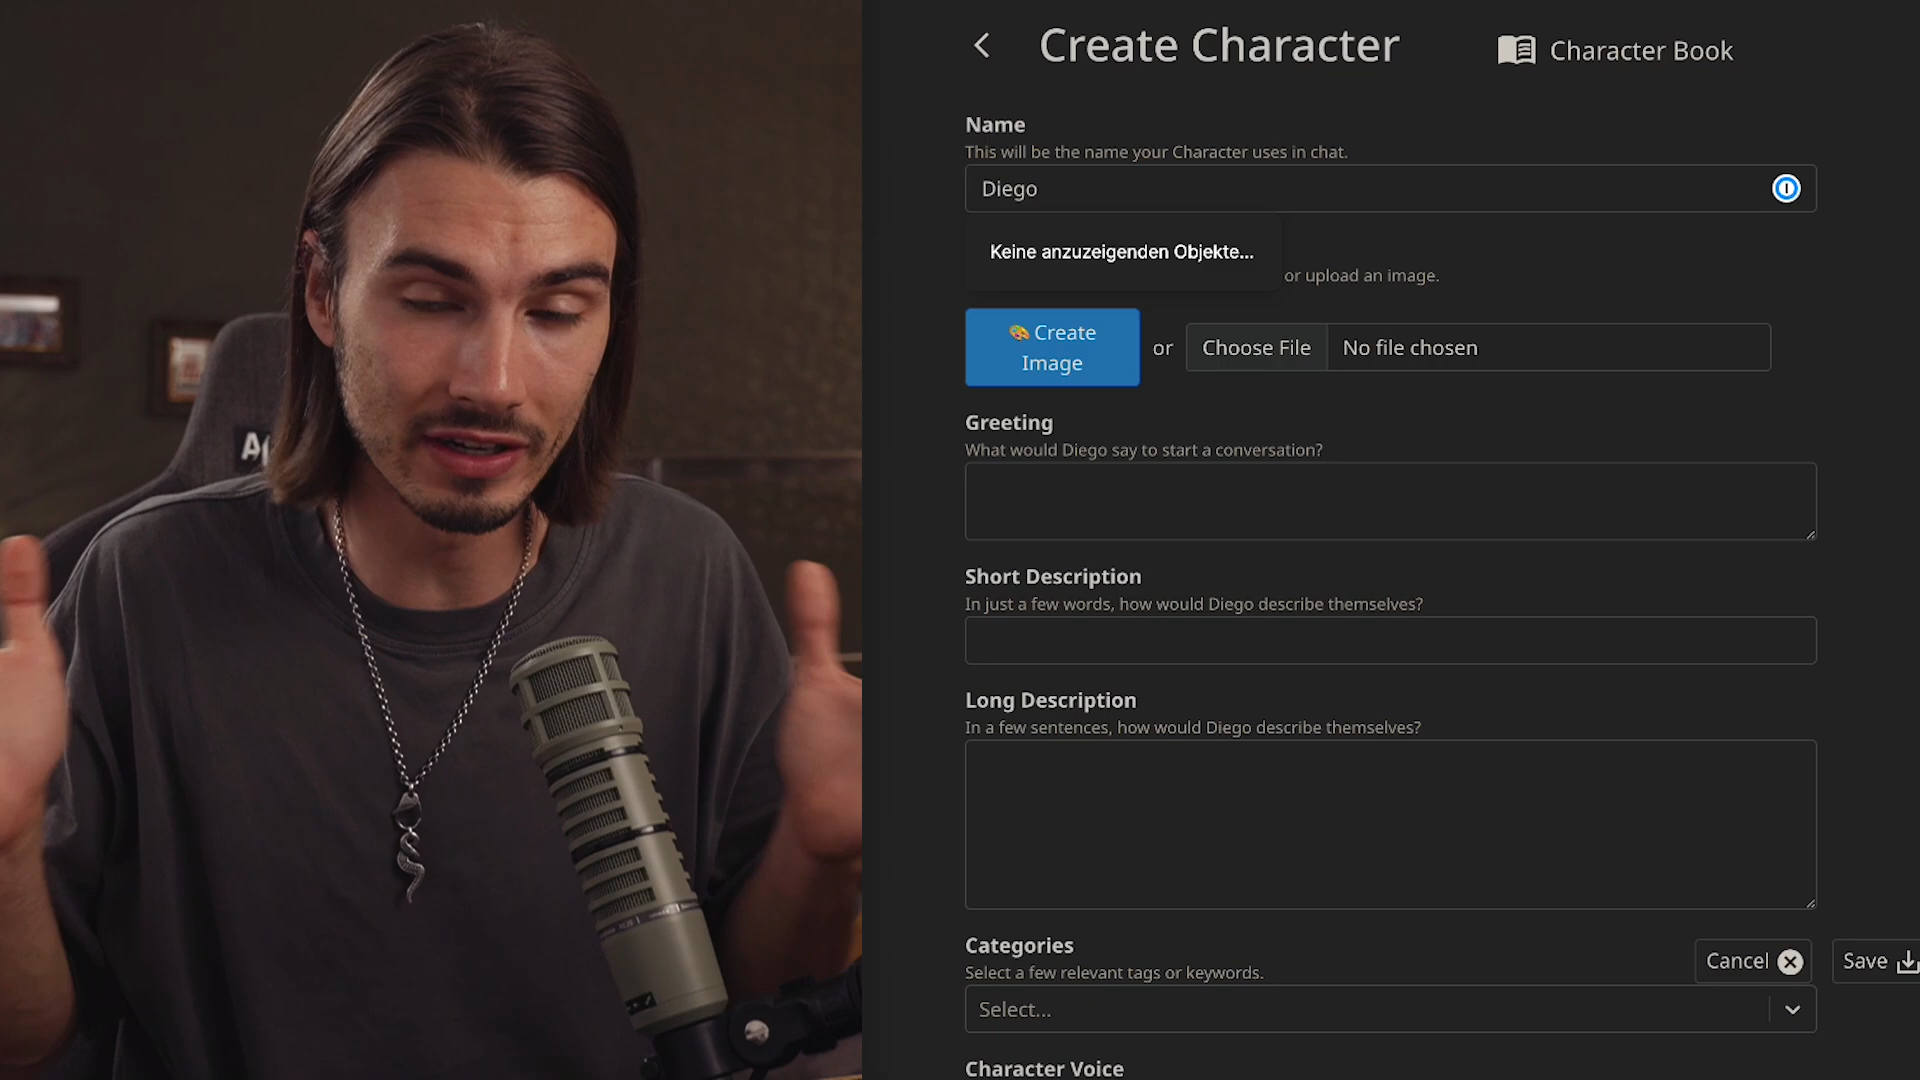 Create Character
Character Book
Name
This will be the name your Character uses in chat.
Diego
Keine anzuzeigenden Objekte...
or upload an image.
Create
Image
or
Choose File
No file chosen
Greeting
What would Diego say to start a conversation?
Short Description
In just a few words, how would Diego describe themselves?
Long Description
In a few sentences, how would Diego describe themselves?
Categories
Select a few relevant tags or keywords.
Cancel
Save
Select...
Character Voice